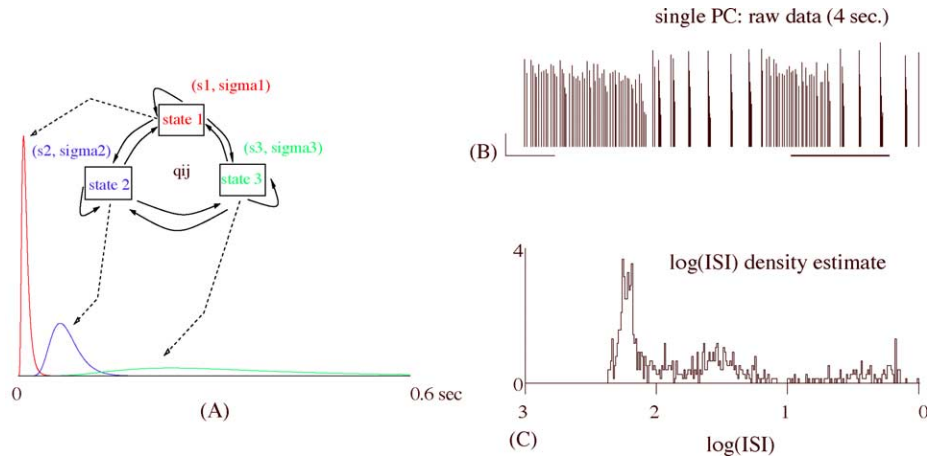 (s1, sigma1)
state 1
(s2, sigma2)
(s3, sigma3)
qij
state 2
state 3
0
0.6 sec
(A)
single PC: raw data (4 sec.)
(B)
4
log(ISI) density estimate
0
3
2
1
0
(C)
log(ISI)